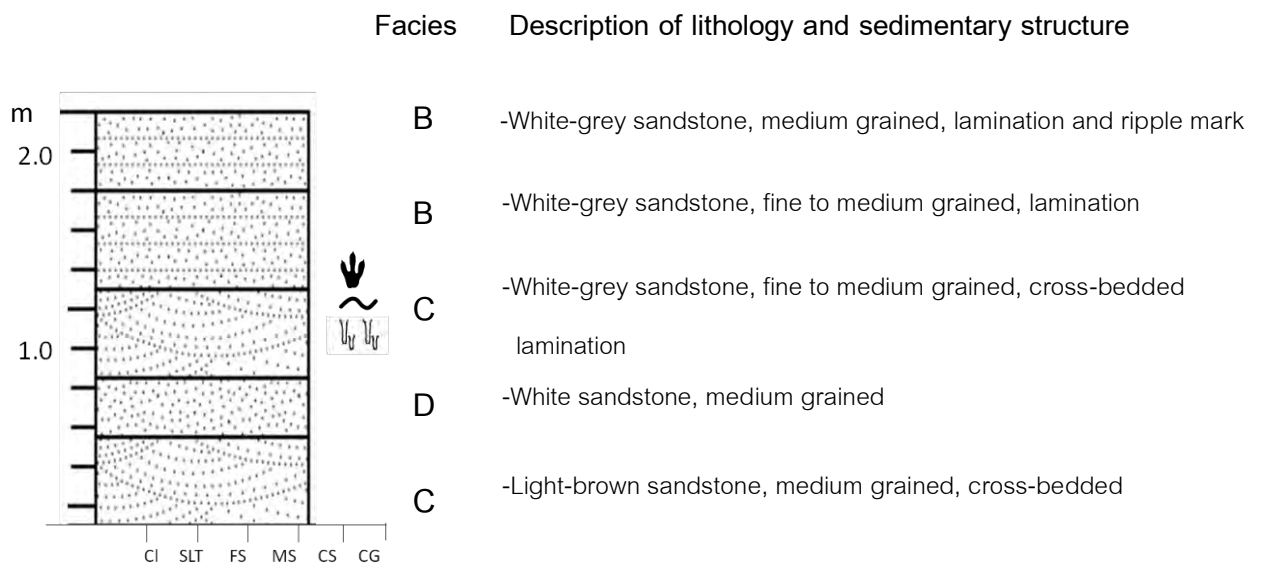 Facies Description of lithology and sedimentary structure
m
B -White-grey sandstone, medium grained, lamination and ripple mark
2.0
B -White-grey sandstone, fine to medium grained, lamination
C -White-grey sandstone, fine to medium grained, cross-bedded
lamination
1.0
D -White sandstone, medium grained
C -Light-brown sandstone, medium grained, cross-bedded
Cl SLT FS MS CS CG